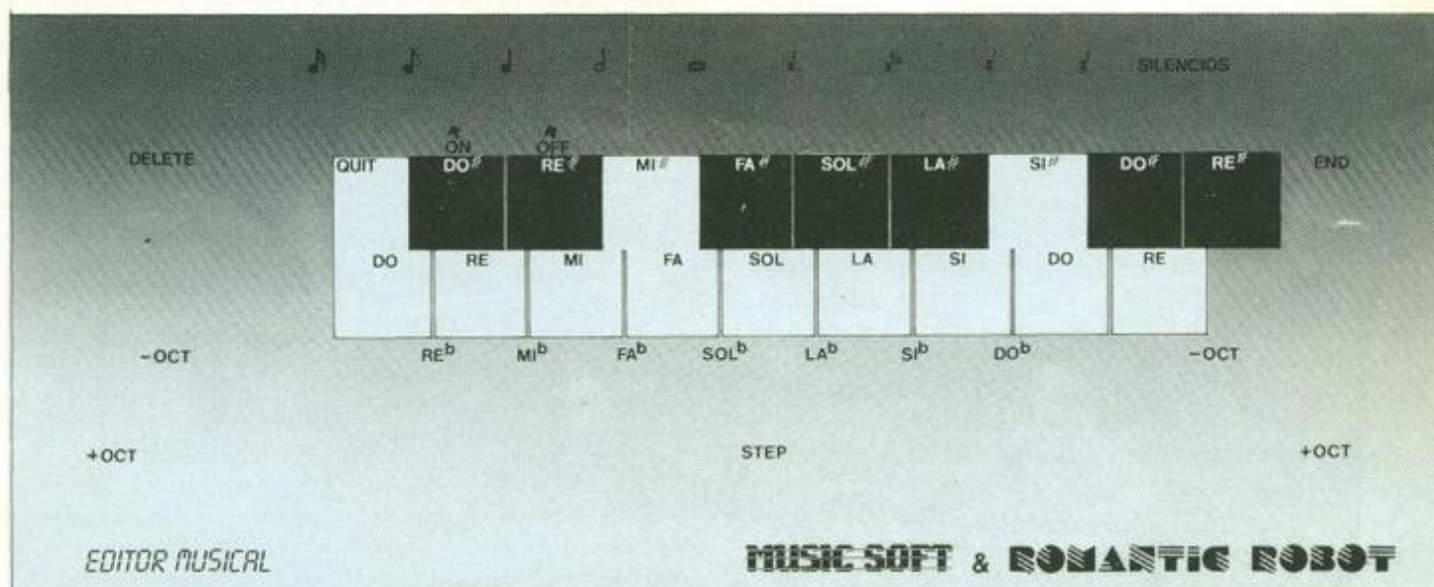 SILENCIOS
ON OFF
DELETE QUIT DO# RE# MI# FA# SOL# LA# SI# DO# RE# END
DO RE MI FA SOL LA SI DO RE
-OCT REb MIb FAb SOLb LAb SIb DOb -OCT
+OCT STEP +OCT
EDITOR MUSICAL MUSIC SOFT & ROMANTIC ROBOT